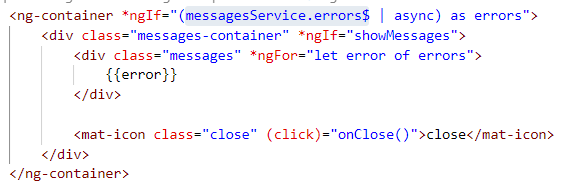 <ng-container *ngIf="(messagesService.errors$ | async) as errors">
    <div class="messages-container" *ngIf="showMessages">
        <div class="messages" *ngFor="let error of errors">
            {{error}}
        </div>

        <mat-icon class="close" (click)="onClose()">close</mat-icon>
    </div>
</ng-container>